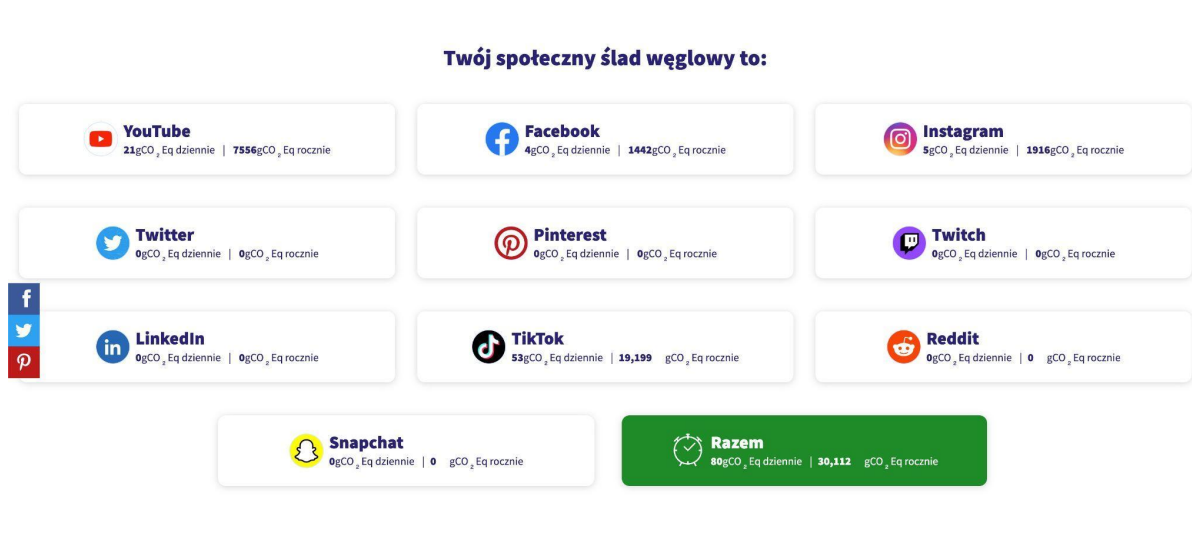 Twój społeczny ślad węglowy to:
YouTube
21gCO2 Eq dziennie | 7556gCO2 Eq rocznie
Facebook
4gCO2 Eq dziennie | 1442gCO2 Eq rocznie
Instagram
5gCO2 Eq dziennie | 1916gCO2 Eq rocznie
Twitter
0gCO2 Eq dziennie | 0gCO2 Eq rocznie
Pinterest
0gCO2 Eq dziennie | 0gCO2 Eq rocznie
Twitch
0gCO2 Eq dziennie | 0gCO2 Eq rocznie
LinkedIn
0gCO2 Eq dziennie | 0gCO2 Eq rocznie
TikTok
53gCO2 Eq dziennie | 19,199 gCO2 Eq rocznie
Reddit
0gCO2 Eq dziennie | 0 gCO2 Eq rocznie
Snapchat
0gCO2 Eq dziennie | 0 gCO2 Eq rocznie
Razem
80gCO2 Eq dziennie | 30,112 gCO2 Eq rocznie